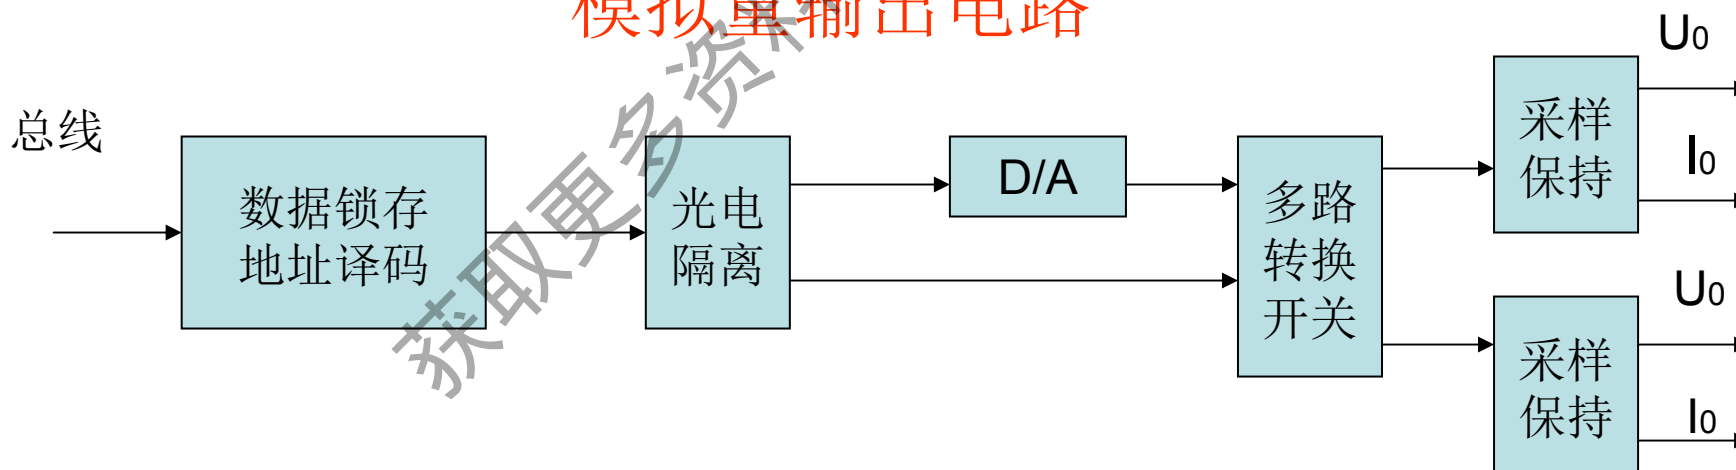 模拟量输出电路
总线
数据锁存
地址译码
光电
隔离
D/A
多路
转换
开关
采样
保持
U0
I0
采样
保持
U0
I0
获取更多资料